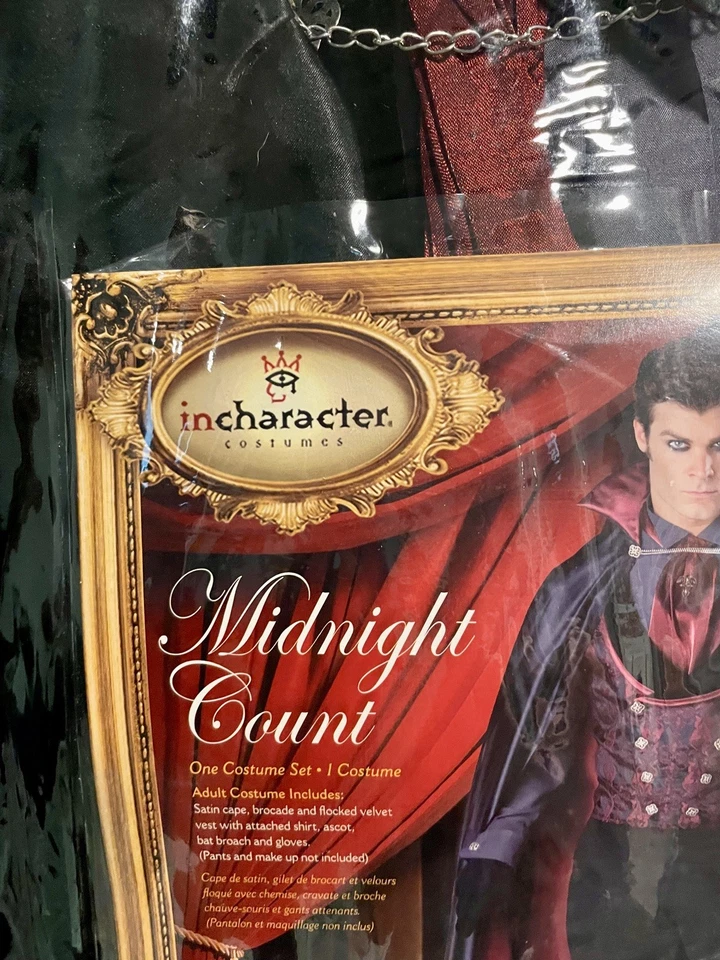 incharacter
costumes
Midnight
Count
One Costume Set • 1 Costume
Adult Costume Includes:
Satin cape, brocade and flocked velvet
vest with attached shirt, ascot,
bat broach and gloves.
(Pants and make up not included)
Cape de satin, gilet de brocart et velours
floqué avec chemise, cravate et broche
chauve-souris et gants attenants.
(Pantalon et maquillage non inclus)